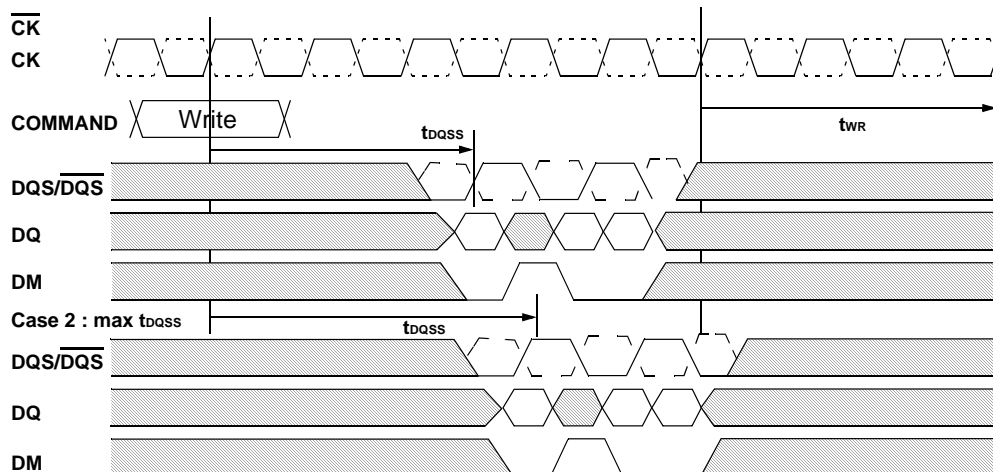 CK
CK
COMMAND Write tWR
tDQSS
DQS/DQS
DQ
DM
Case 2 : max tDQSS tDQSS
DQS/DQS
DQ
DM